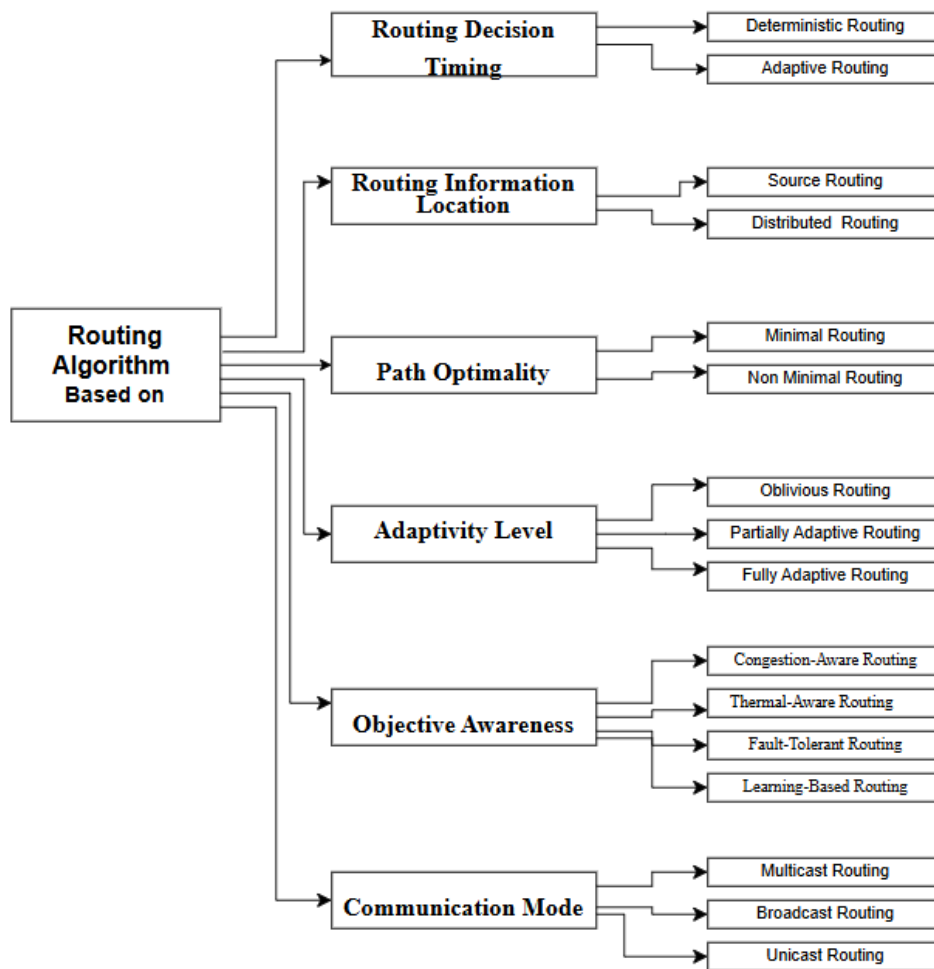 Routing
Algorithm
Based on
Routing Decision
Timing
Deterministic Routing
Adaptive Routing
Routing Information
Location
Source Routing
Distributed Routing
Path Optimality
Minimal Routing
Non Minimal Routing
Adaptivity Level
Oblivious Routing
Partially Adaptive Routing
Fully Adaptive Routing
Objective Awareness
Congestion-Aware Routing
Thermal-Aware Routing
Fault-Tolerant Routing
Learning-Based Routing
Communication Mode
Multicast Routing
Broadcast Routing
Unicast Routing